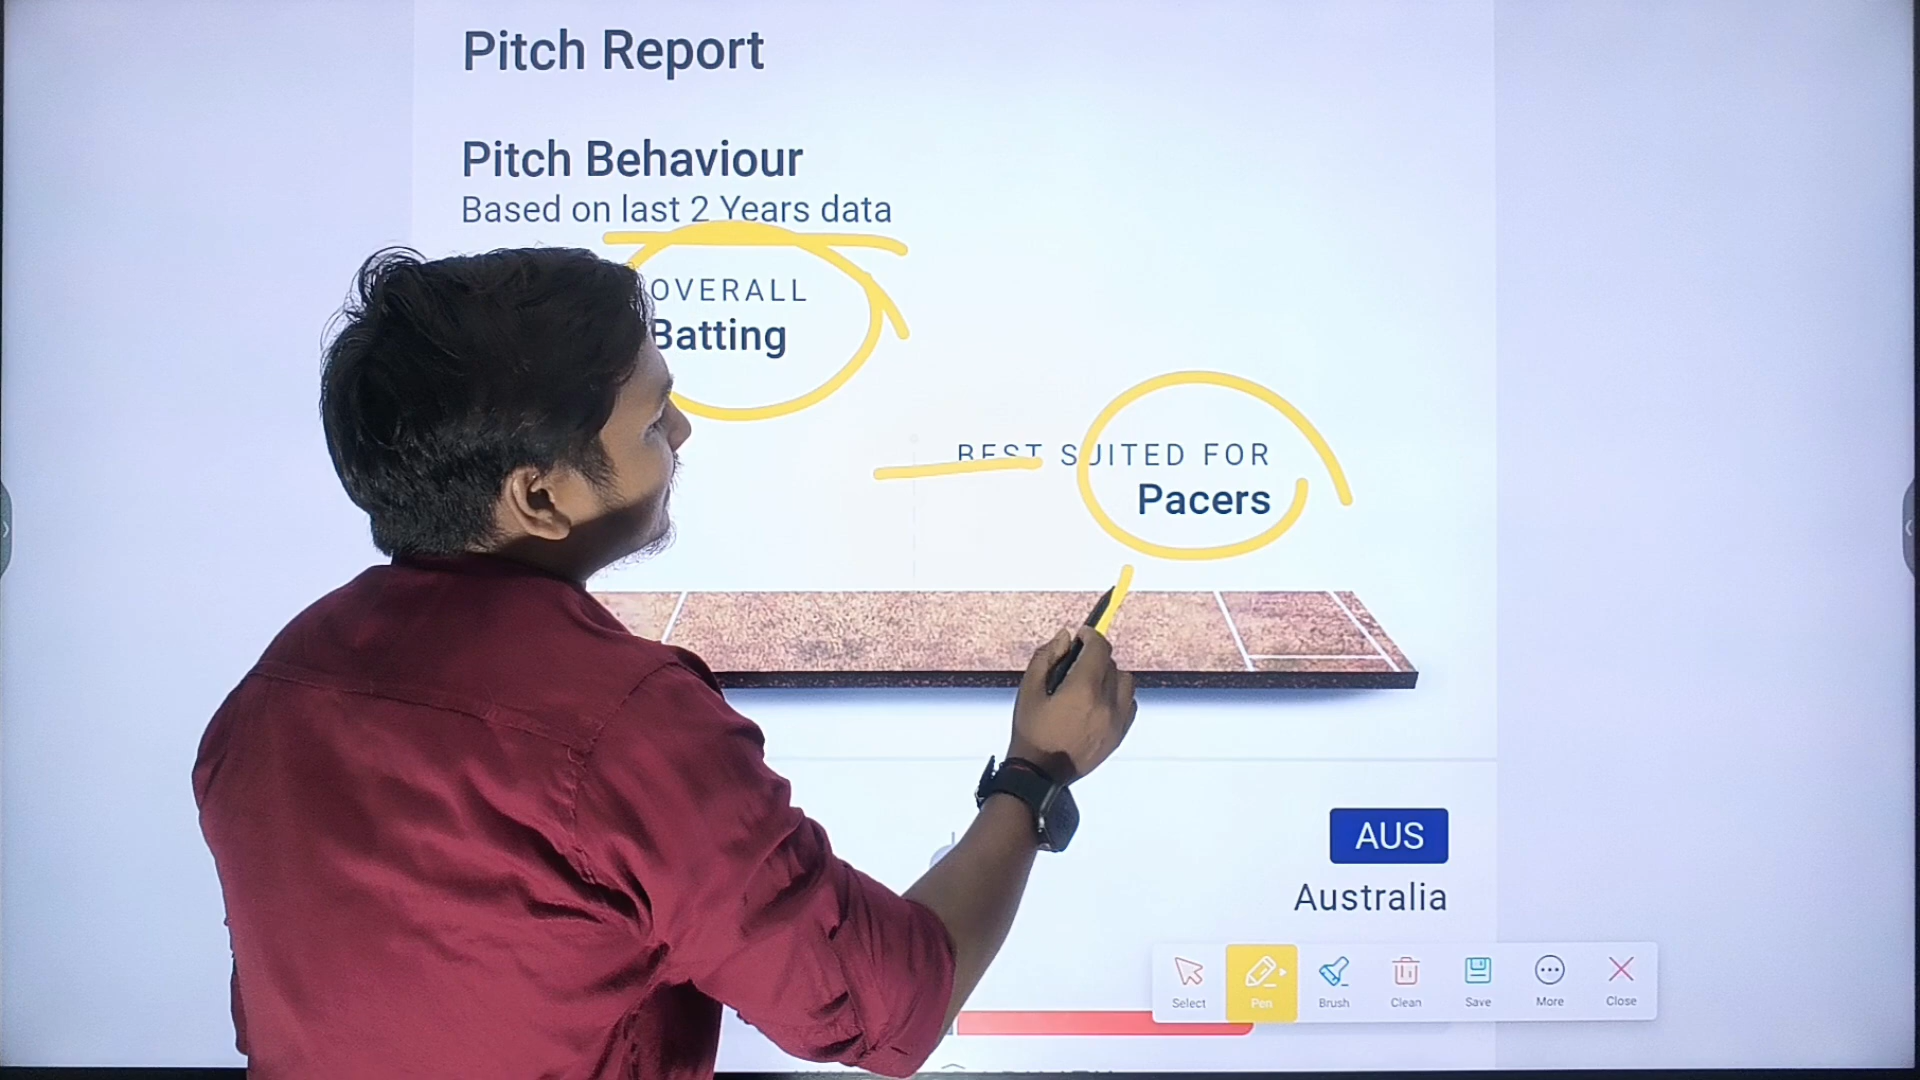 Pitch Report
Pitch Behaviour
Based on last 2 Years data
OVERALL
Batting
BEST SUITED FOR
Pacers
AUS
Australia
Select
Pen
Brush
Clean
Save
More
Close